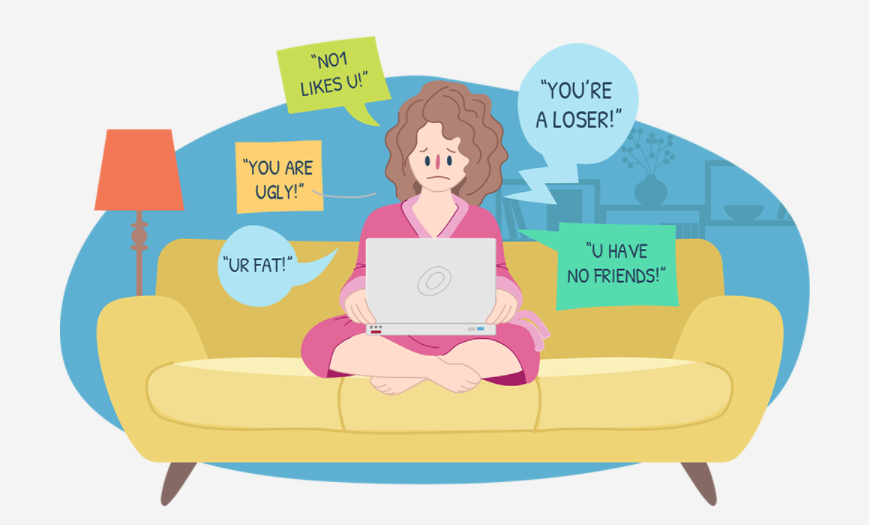 “NO1
LIKES U!”
“YOU’RE
A LOSER!”
“YOU ARE
UGLY!”
“UR FAT!”
“U HAVE
NO FRIENDS!”